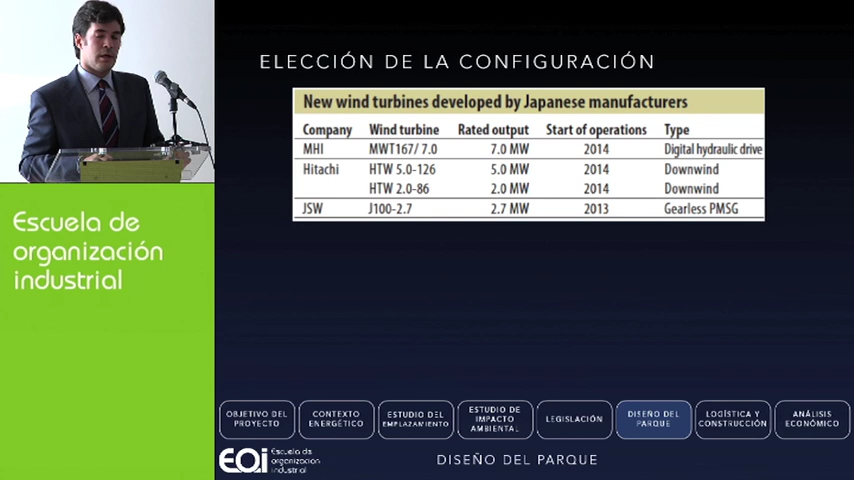 ELECCIÓN DE LA CONFIGURACIÓN
New wind turbines developed by Japanese manufacturers
Company Wind turbine Rated output Start of operations Type
MHI MWT167/ 7.0 7.0 MW 2014 Digital hydraulic drive
Hitachi HTW 5.0-126 5.0 MW 2014 Downwind
HTW 2.0-86 2.0 MW 2014 Downwind
JSW J100-2.7 2.7 MW 2013 Gearless PMSG
Escuela de
organización
industrial
OBJETIVO DEL
PROYECTO
CONTEXTO
ENERGÉTICO
ESTUDIO DEL
EMPLAZAMIENTO
ESTUDIO DE
IMPACTO
AMBIENTAL
LEGISLACIÓN
DISEÑO DEL
PARQUE
LOGÍSTICA Y
CONSTRUCCIÓN
ANÁLISIS
ECONÓMICO
EOi
Escuela de
organización
industrial
DISEÑO DEL PARQUE